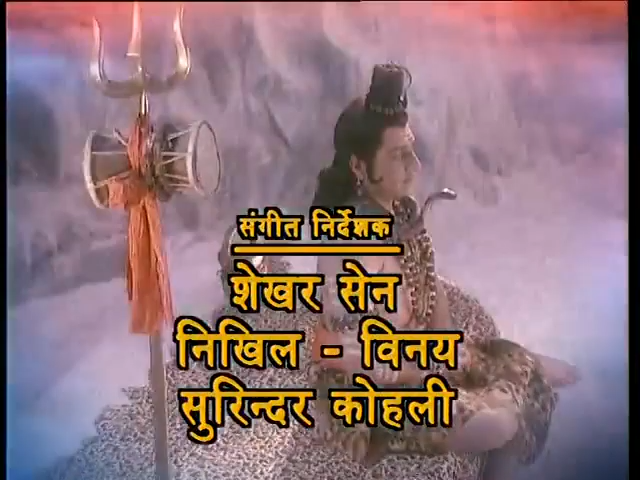 संगीत निर्देशक
शेखर सेन
निखिल - विनय
सुरिन्दर कोहली